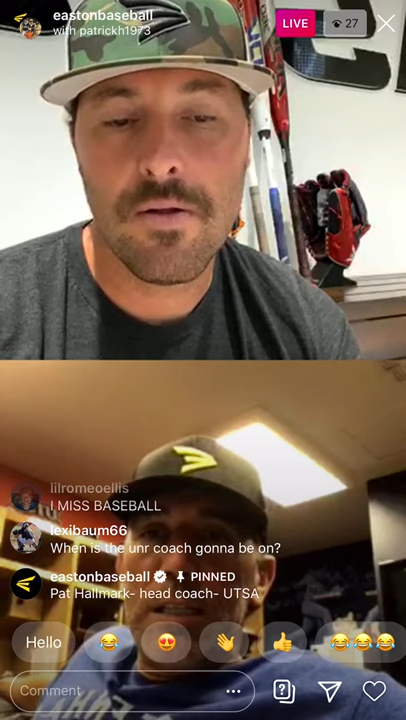 eastonbaseball
with patrickh1973
LIVE
27
lilromeoellis
I MISS BASEBALL
lexibaum66
When is the unr coach gonna be on?
eastonbaseball PINNED
Pat Hallmark- head coach- UTSA
Hello
Comment